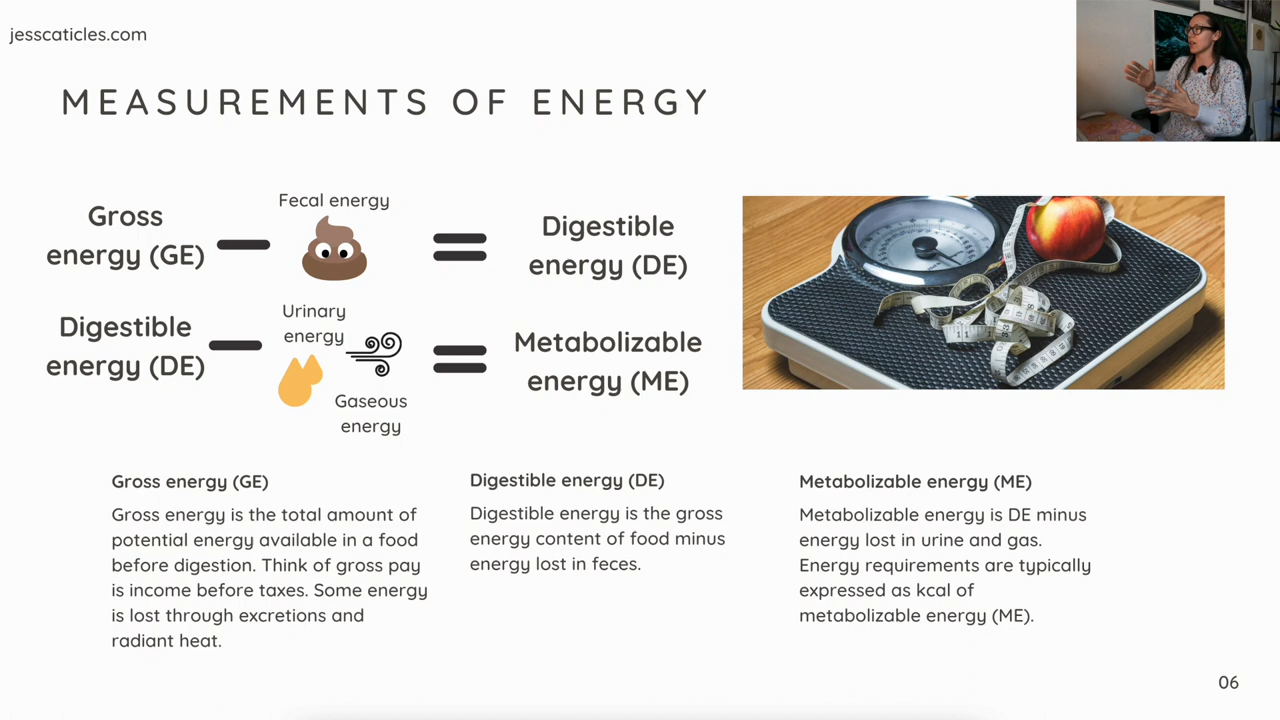 jesscaticles.com
MEASUREMENTS OF ENERGY
Gross
energy (GE)
Fecal energy
Digestible
energy (DE)
Digestible
energy (DE)
Urinary
energy
Gaseous
energy
Metabolizable
energy (ME)
Gross energy (GE)
Gross energy is the total amount of
potential energy available in a food
before digestion. Think of gross pay
is income before taxes. Some energy
is lost through excretions and
radiant heat.
Digestible energy (DE)
Digestible energy is the gross
energy content of food minus
energy lost in feces.
Metabolizable energy (ME)
Metabolizable energy is DE minus
energy lost in urine and gas.
Energy requirements are typically
expressed as kcal of
metabolizable energy (ME).
06